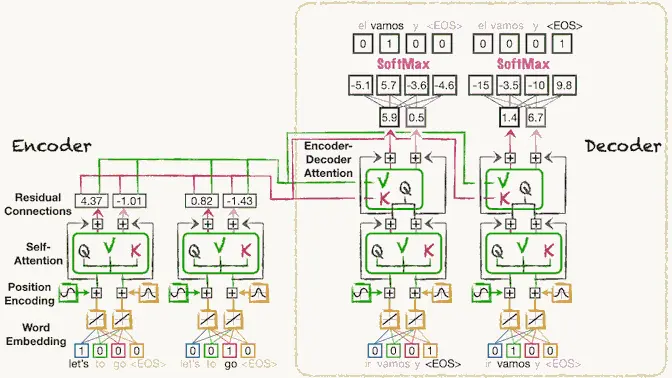 el vamos y <EOS> el vamos y <EOS>
0 1 0 0 0 0 0 1
SoftMax SoftMax
-5.1 5.7 -3.6 -4.6 -15 -3.5 -10 9.8
5.9 0.5 1.4 6.7
Encoder
Encoder-
Decoder
Attention
Decoder
V Q K V Q K
Residual
Connections
4.37 -1.01 0.82 -1.43
Self-
Attention
Q V K Q V K Q V K Q V K
Position
Encoding
Word
Embedding
1 0 0 0 0 0 1 0 0 0 0 1 0 1 0 0
let's to go <EOS> let's to go <EOS> ir vamos y <EOS> ir vamos y <EOS>